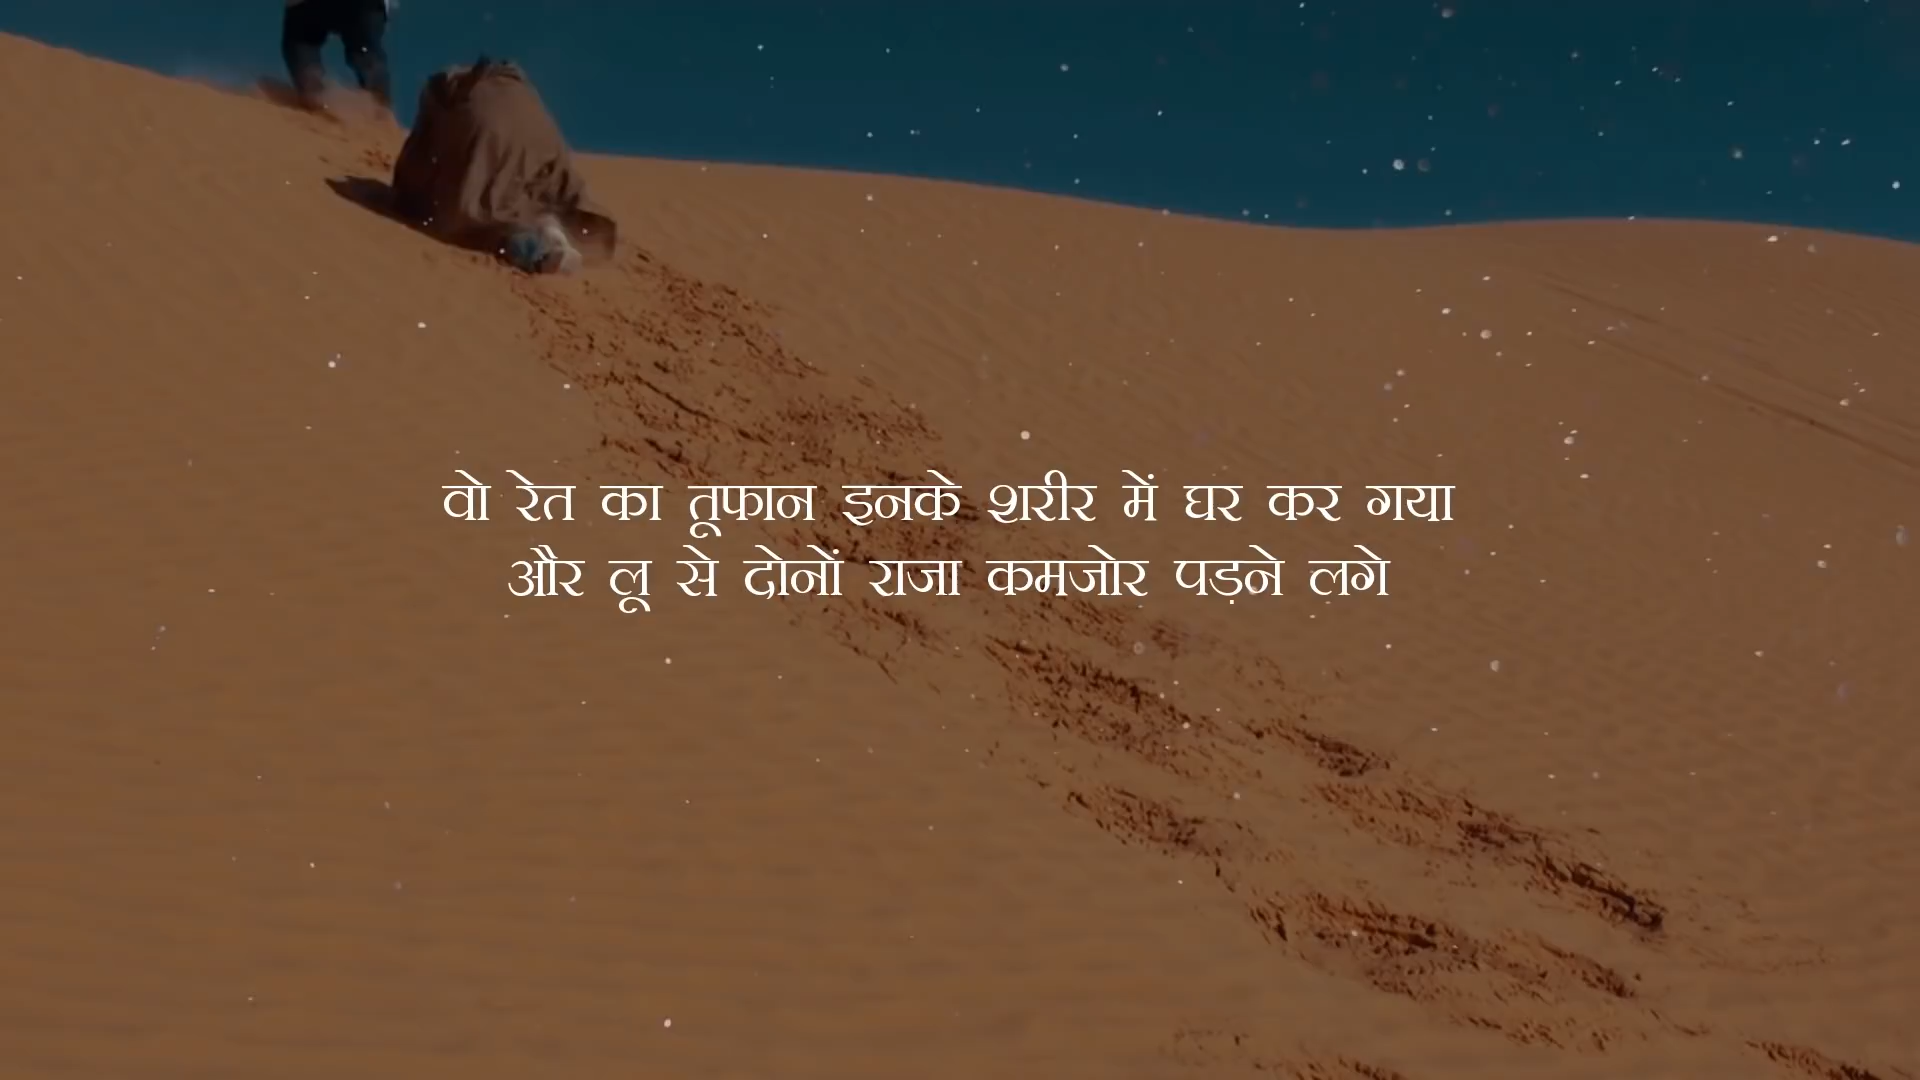 वो रेत का तूफान इनके शरीर में घर कर गया
और लू से दोनों राजा कमजोर पड़ने लगे